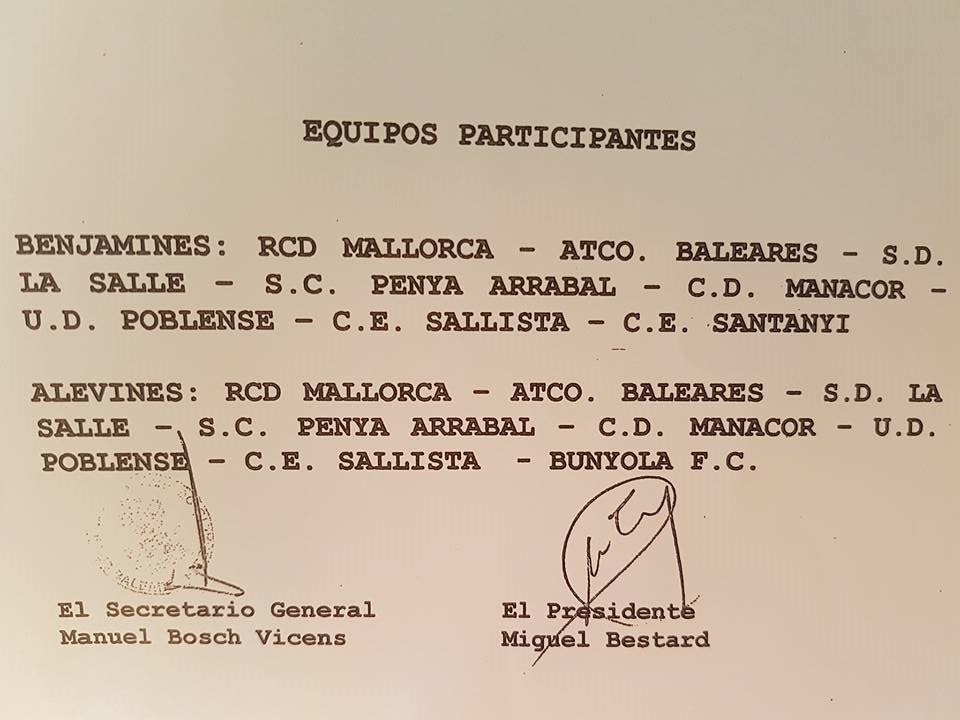 EQUIPOS PARTICIPANTES
BENJAMINES: RCD MALLORCA - ATCO. BALEARES - S.D.
LA SALLE - S.C. PENYA ARRABAL - C.D. MANACOR -
U.D. POBLENSE - C.E. SALLISTA - C.E. SANTANYI
ALEVINES: RCD MALLORCA - ATCO. BALEARES - S.D. LA
SALLE - S.C. PENYA ARRABAL - C.D. MANACOR - U.D.
POBLENSE - C.E. SALLISTA - BUNYOLA F.C.
El Secretario General
Manuel Bosch Vicens
El Presidente
Miguel Bestard